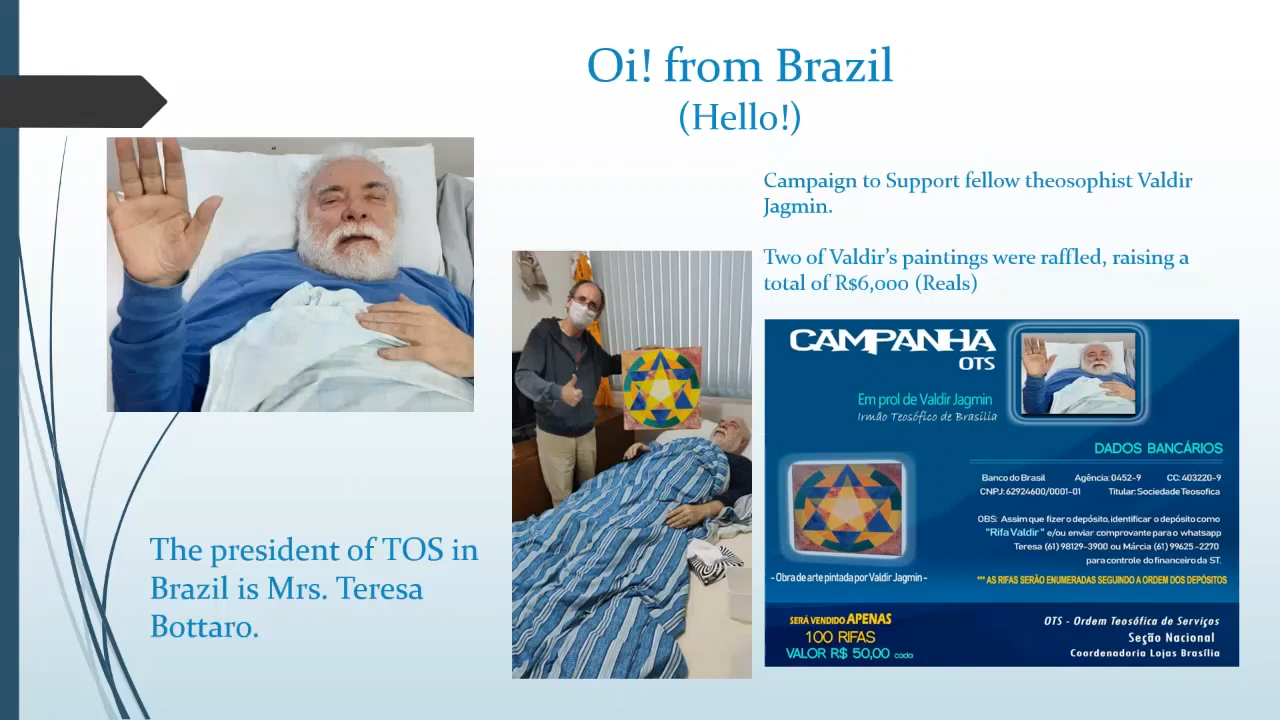 Oi! from Brazil
(Hello!)
Campaign to Support fellow theosophist Valdir
Jagmin.
Two of Valdir's paintings were raffled, raising a
total of R$6,000 (Reals)
CAMPANHA
OTS
Em prol de Valdir Jagmin
Irmão Teosófico de Brasília
DADOS BANCÁRIOS
Banco do Brasil Agência: 0452-9 CC: 403220-9
CNPJ: 62924600/0001-01 Titular: Sociedade Teosofica
OBS: Assim que fizer o depósito, identificar o depósito como
"Rifa Valdir" e/ou enviar comprovante para o whatsapp
Teresa (61) 98129-3900 ou Márcia (61) 99625-2270
para controle do financeiro da ST.
- Obra de arte pintada por Valdir Jagmin -
*** AS RIFAS SERÃO ENUMERADAS SEGUINDO A ORDEM DOS DEPÓSITOS
SERÁ VENDIDO APENAS
100 RIFAS
VALOR R$ 50,00 cada
OTS - Ordem Teosófica de Serviços
Seção Nacional
Coordenadoria Lojas Brasília
The president of TOS in
Brazil is Mrs. Teresa
Bottaro.